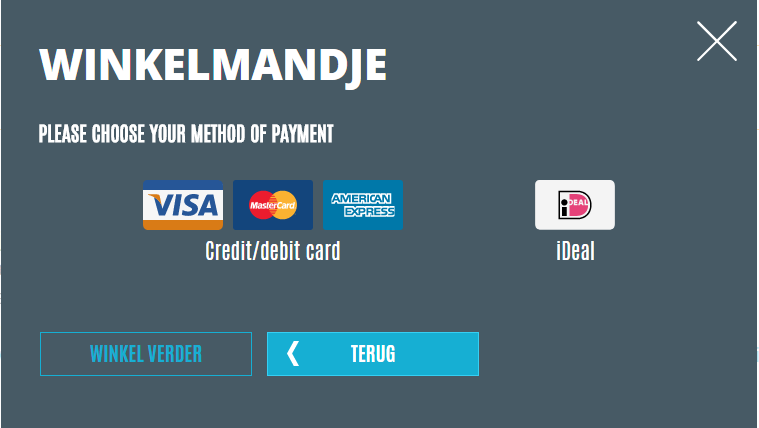 WINKELMANDJE
PLEASE CHOOSE YOUR METHOD OF PAYMENT
VISA MasterCard AMERICAN EXPRESS iDEAL
Credit/debit card iDeal
WINKEL VERDER TERUG